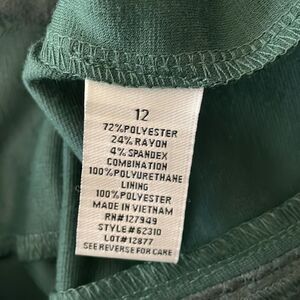 12
72%POLYESTER
24%RAYON
4% SPANDEX
COMBINATION
100%POLYURETHANE
LINING
100%POLYESTER
MADE IN VIETNAM
RN#127949
STYLE#62310
LOT#12877
SEE REVERSE FOR CARE